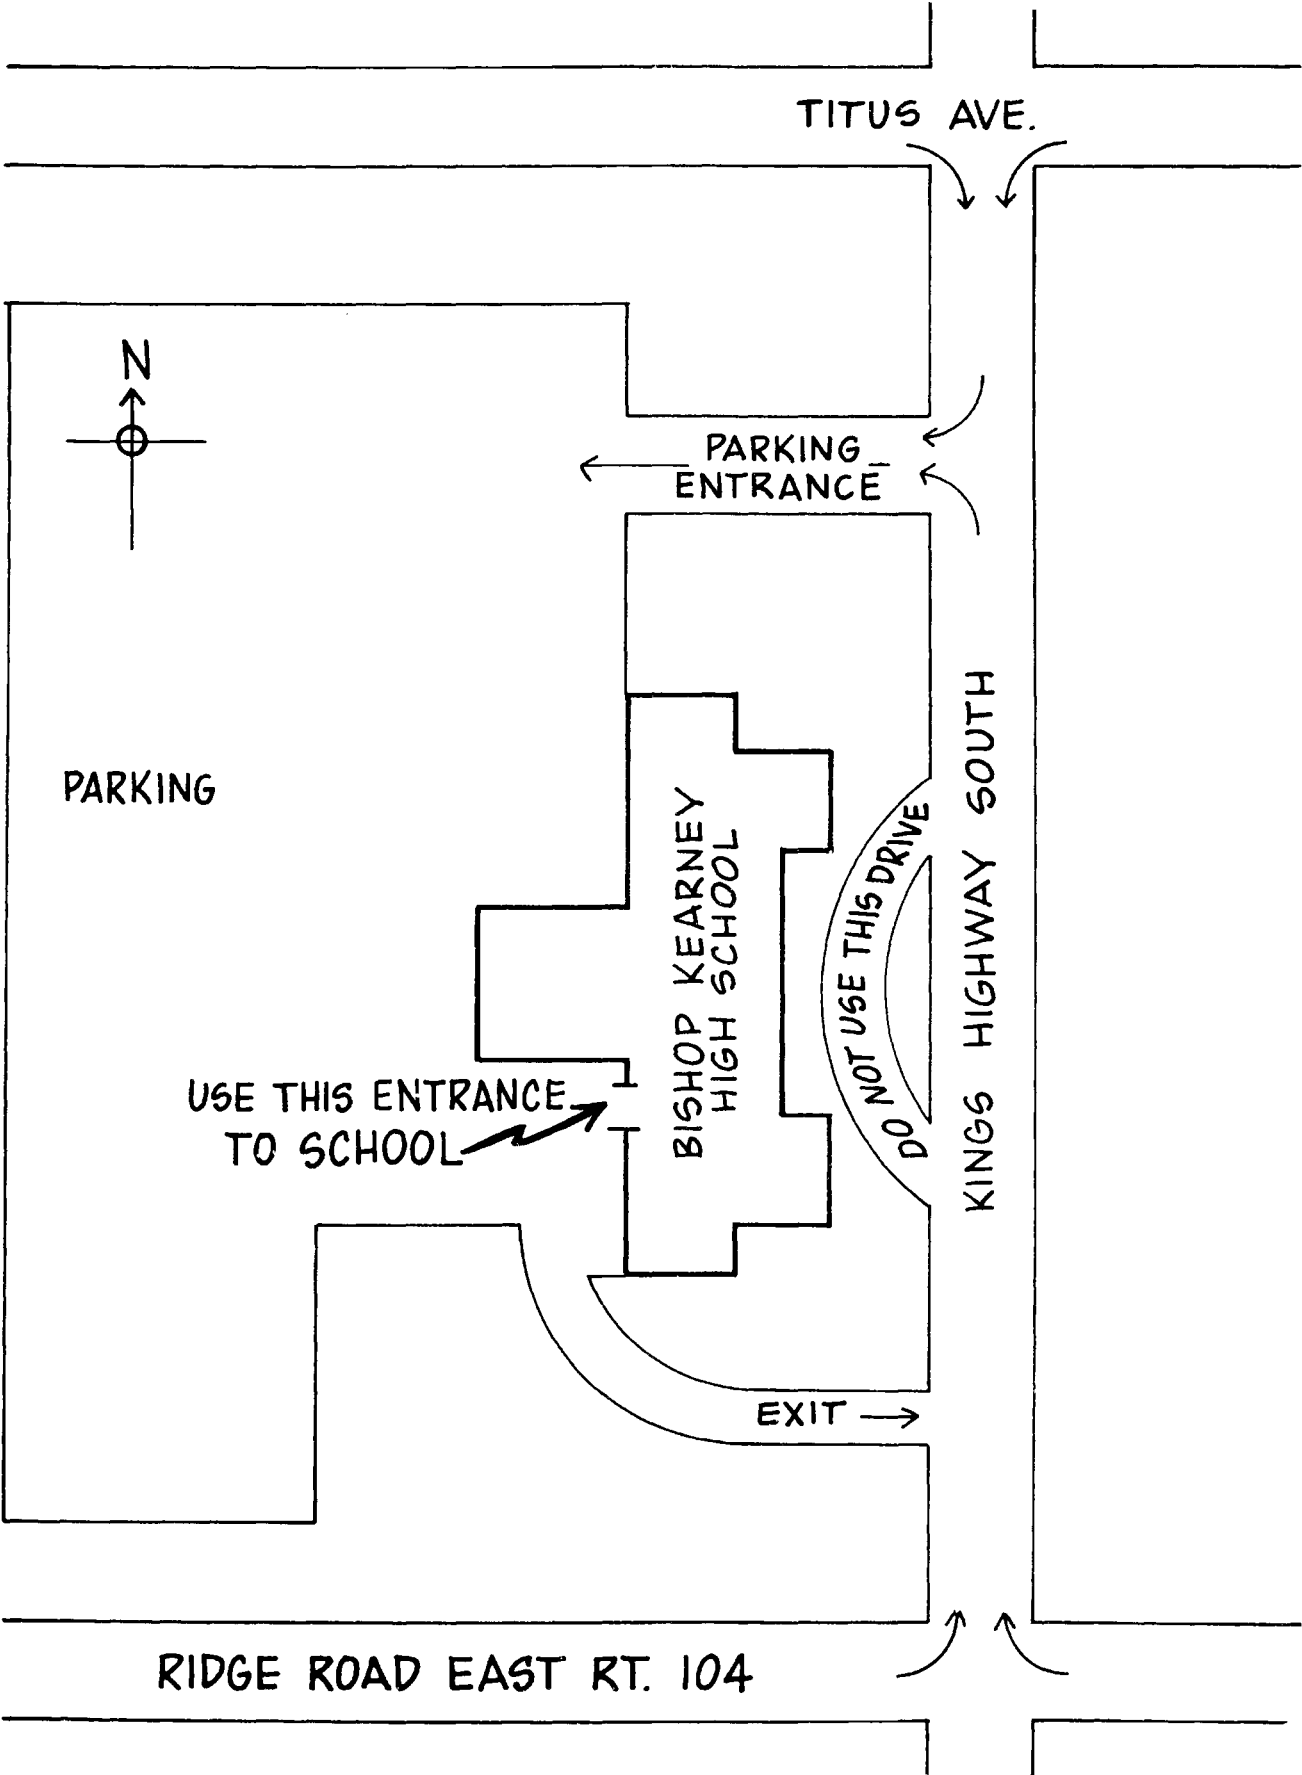 TITUS AVE.
N
PARKING
ENTRANCE
PARKING
KINGS HIGHWAY SOUTH
BISHOP KEARNEY
HIGH SCHOOL
DO NOT USE THIS DRIVE
USE THIS ENTRANCE
TO SCHOOL
EXIT
RIDGE ROAD EAST RT. 104